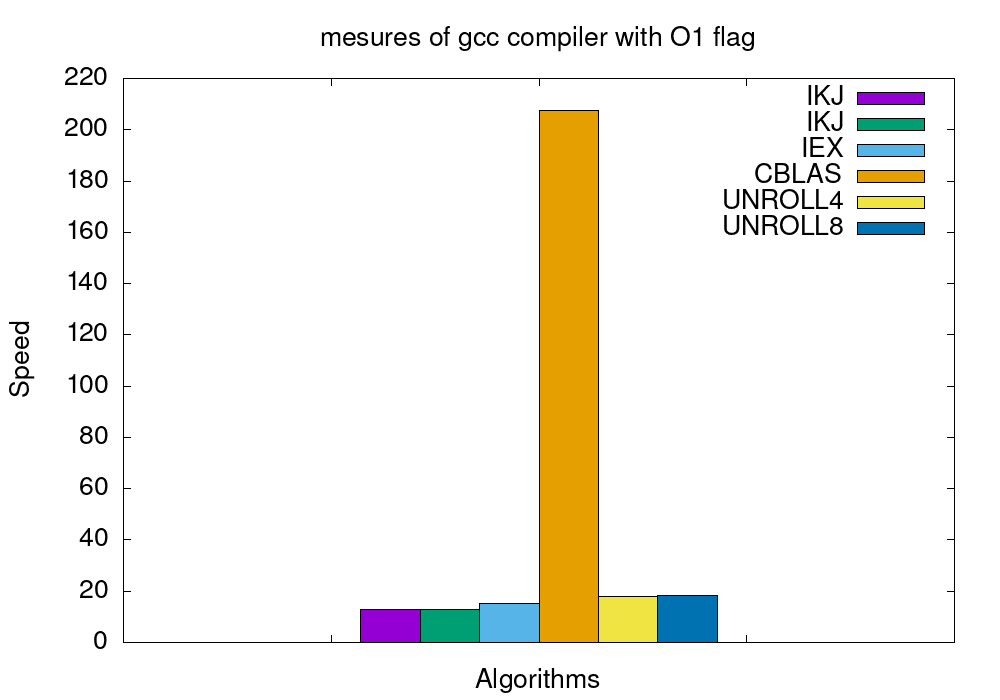 mesures of gcc compiler with O1 flag
220
200
180
160
140
120
100
80
60
40
20
0
Speed
IKJ
IKJ
IEX
CBLAS
UNROLL4
UNROLL8
Algorithms